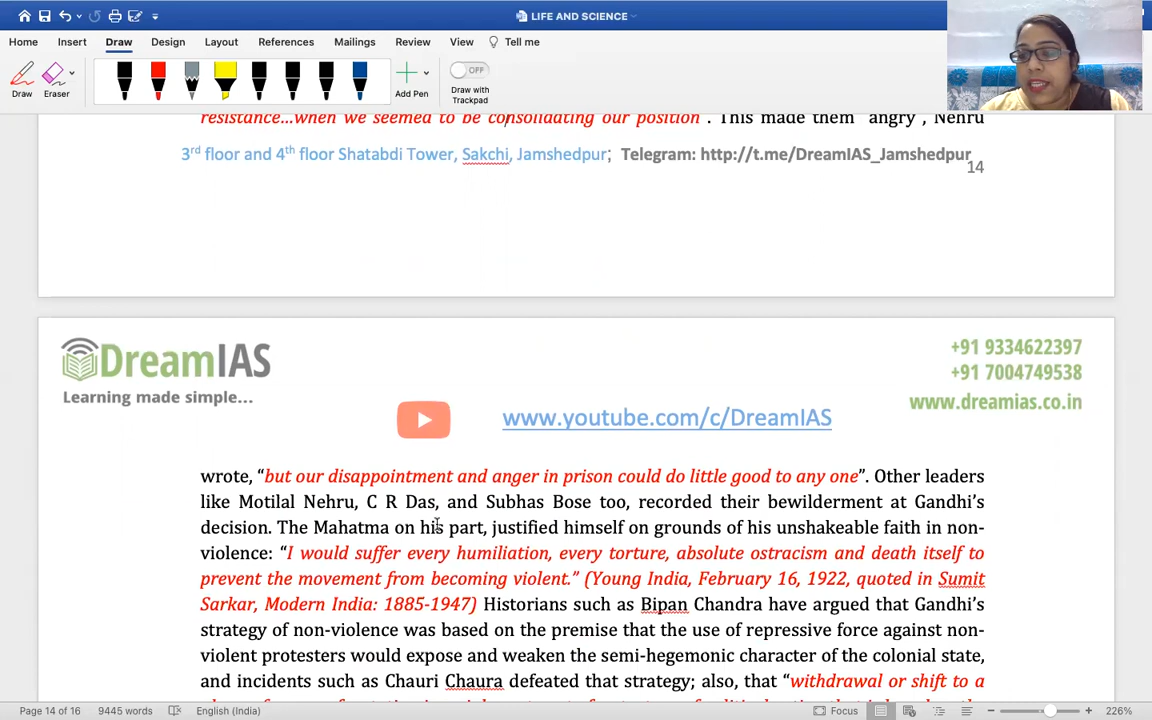 LIFE AND SCIENCE
Home Insert Draw Design Layout References Mailings Review View Tell me
Draw Eraser Add Pen OFF Draw with Trackpad
resistance...when we seemed to be consolidating our position". This made them "angry", Nehru
3rd floor and 4th floor Shatabdi Tower, Sakchi, Jamshedpur; Telegram: http://t.me/DreamIAS_Jamshedpur
14
DreamIAS
Learning made simple...
www.youtube.com/c/DreamIAS
+91 9334622397
+91 7004749538
www.dreamias.co.in
wrote, “but our disappointment and anger in prison could do little good to any one”. Other leaders
like Motilal Nehru, C R Das, and Subhas Bose too, recorded their bewilderment at Gandhi’s
decision. The Mahatma on his part, justified himself on grounds of his unshakeable faith in non-
violence: “I would suffer every humiliation, every torture, absolute ostracism and death itself to
prevent the movement from becoming violent.” (Young India, February 16, 1922, quoted in Sumit
Sarkar, Modern India: 1885-1947) Historians such as Bipan Chandra have argued that Gandhi’s
strategy of non-violence was based on the premise that the use of repressive force against non-
violent protesters would expose and weaken the semi-hegemonic character of the colonial state,
and incidents such as Chauri Chaura defeated that strategy; also, that “withdrawal or shift to a
Page 14 of 16 9445 words English (India) Focus 226%